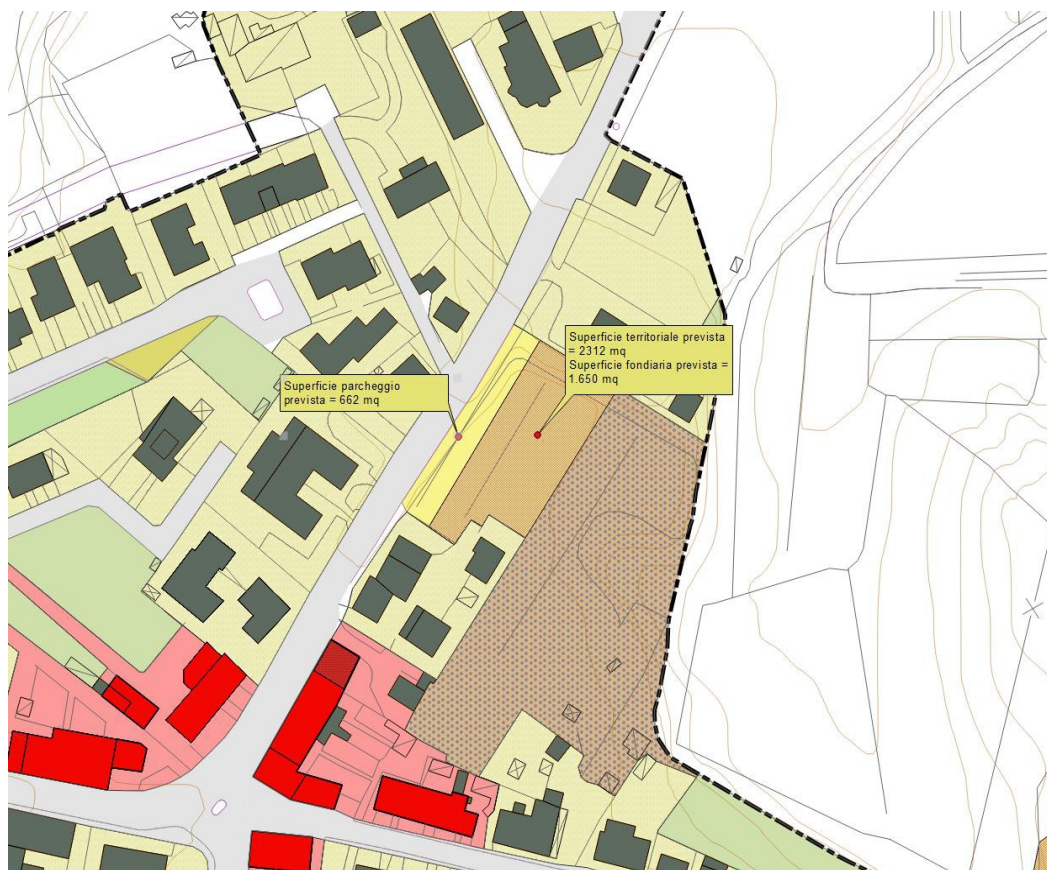 Superficie territoriale prevista
= 2312 mq
Superficie fondiaria prevista =
1.650 mq
Superficie parcheggio
prevista = 662 mq